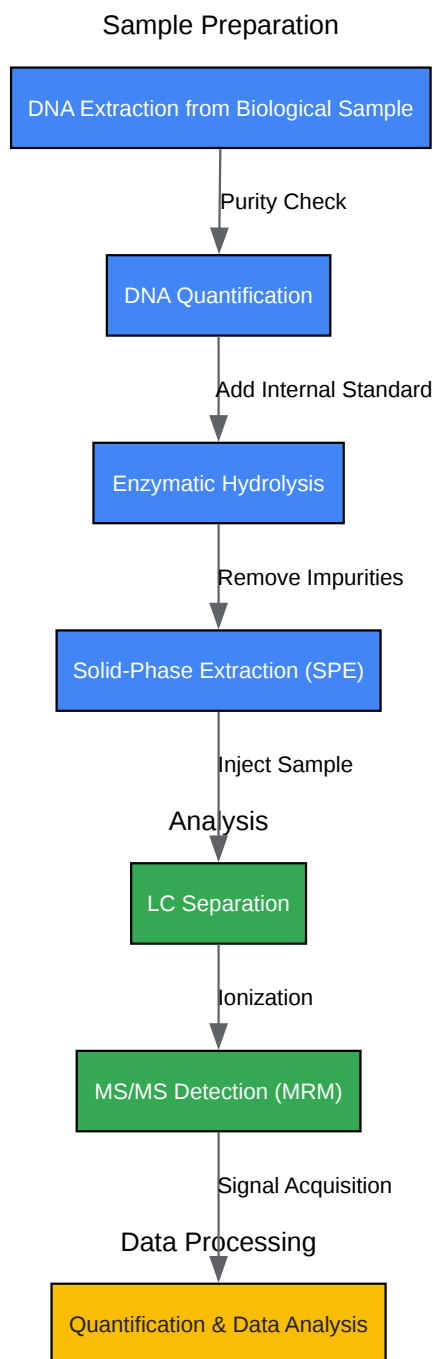 Sample Preparation
DNA Extraction from Biological Sample
Purity Check
DNA Quantification
Add Internal Standard
Enzymatic Hydrolysis
Remove Impurities
Solid-Phase Extraction (SPE)
Inject Sample
Analysis
LC Separation
Ionization
MS/MS Detection (MRM)
Signal Acquisition
Data Processing
Quantification & Data Analysis